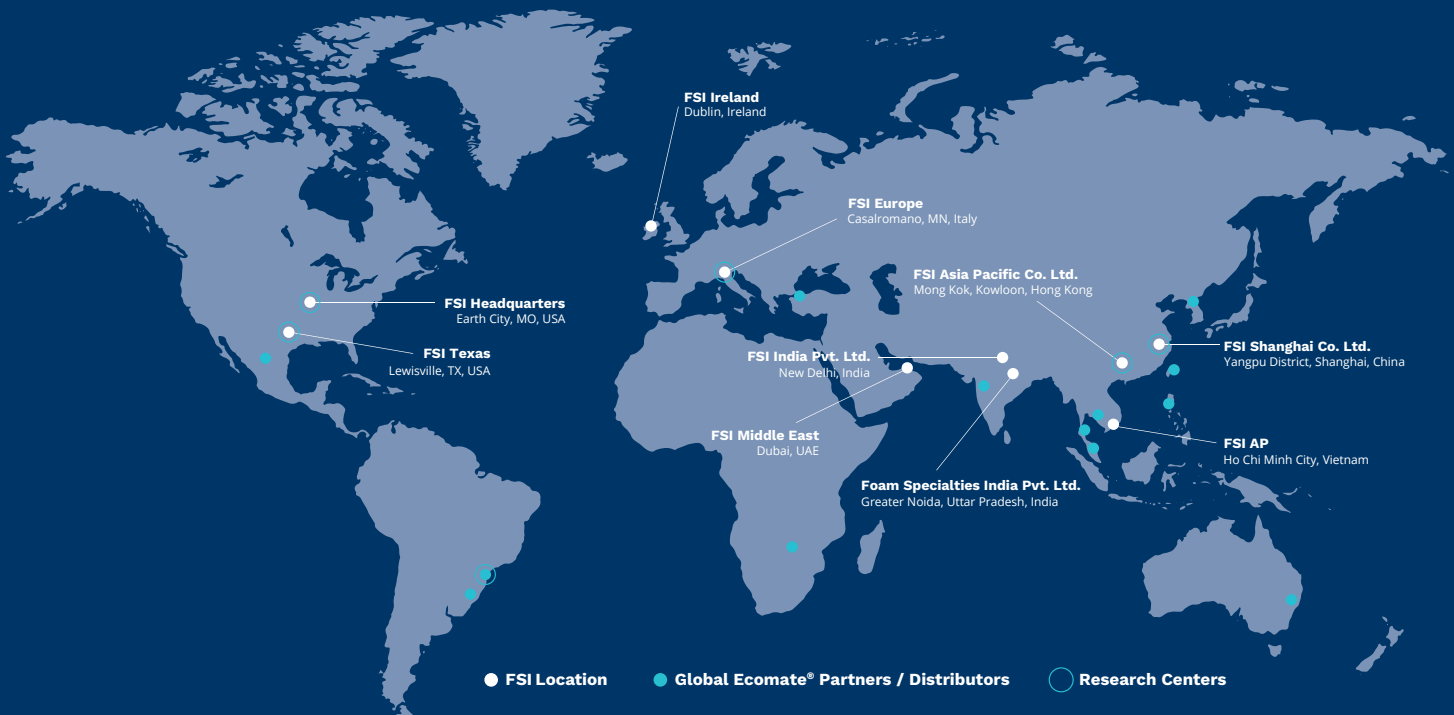 FSI Ireland
Dublin, Ireland
FSI Europe
Casalromano, MN, Italy
FSI Asia Pacific Co. Ltd.
Mong Kok, Kowloon, Hong Kong
FSI Headquarters
Earth City, MO, USA
FSI Texas
Lewisville, TX, USA
FSI India Pvt. Ltd.
New Delhi, India
FSI Shanghai Co. Ltd.
Yangpu District, Shanghai, China
FSI Middle East
Dubai, UAE
FSI AP
Ho Chi Minh City, Vietnam
Foam Specialties India Pvt. Ltd.
Greater Noida, Uttar Pradesh, India
FSI Location
Global Ecomate® Partners / Distributors
Research Centers